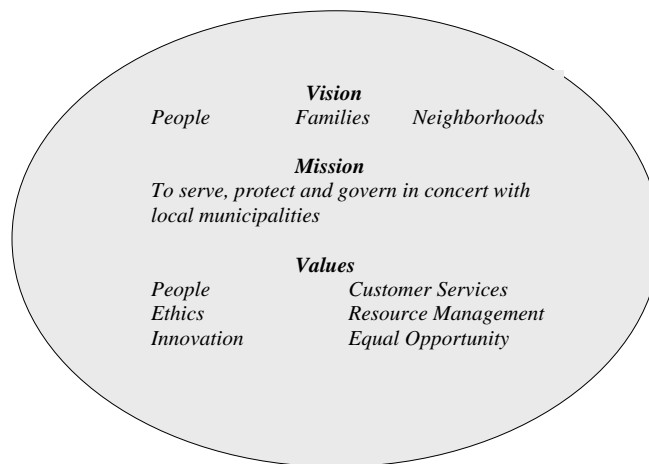 Vision
People Families Neighborhoods
Mission
To serve, protect and govern in concert with
local municipalities
Values
People Customer Services
Ethics Resource Management
Innovation Equal Opportunity